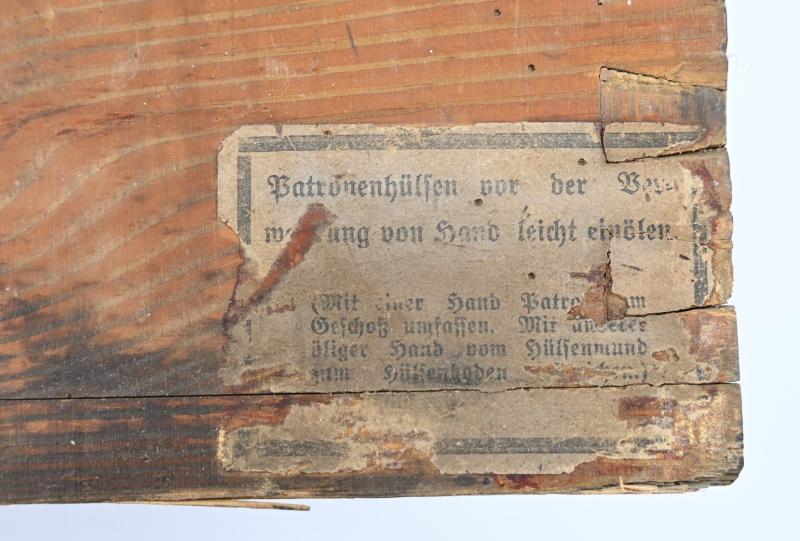 Patronenhülsen vor der Ver-
wendung von Hand leicht einölen.
(Mit einer Hand Patrone am
Geschoß umfassen. Mit anderer
öliger Hand vom Hülsenmund
zum Hülsenboden